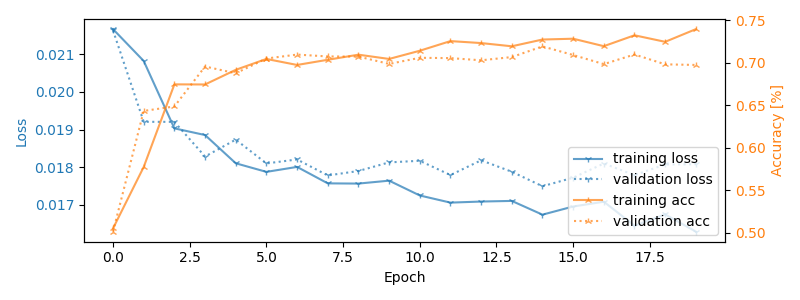 0.021
0.020
0.019
0.018
0.017
Loss
0.75
0.70
0.65
0.60
0.55
0.50
Accuracy [%]
training loss
validation loss
training acc
validation acc
0.0 2.5 5.0 7.5 10.0 12.5 15.0 17.5
Epoch